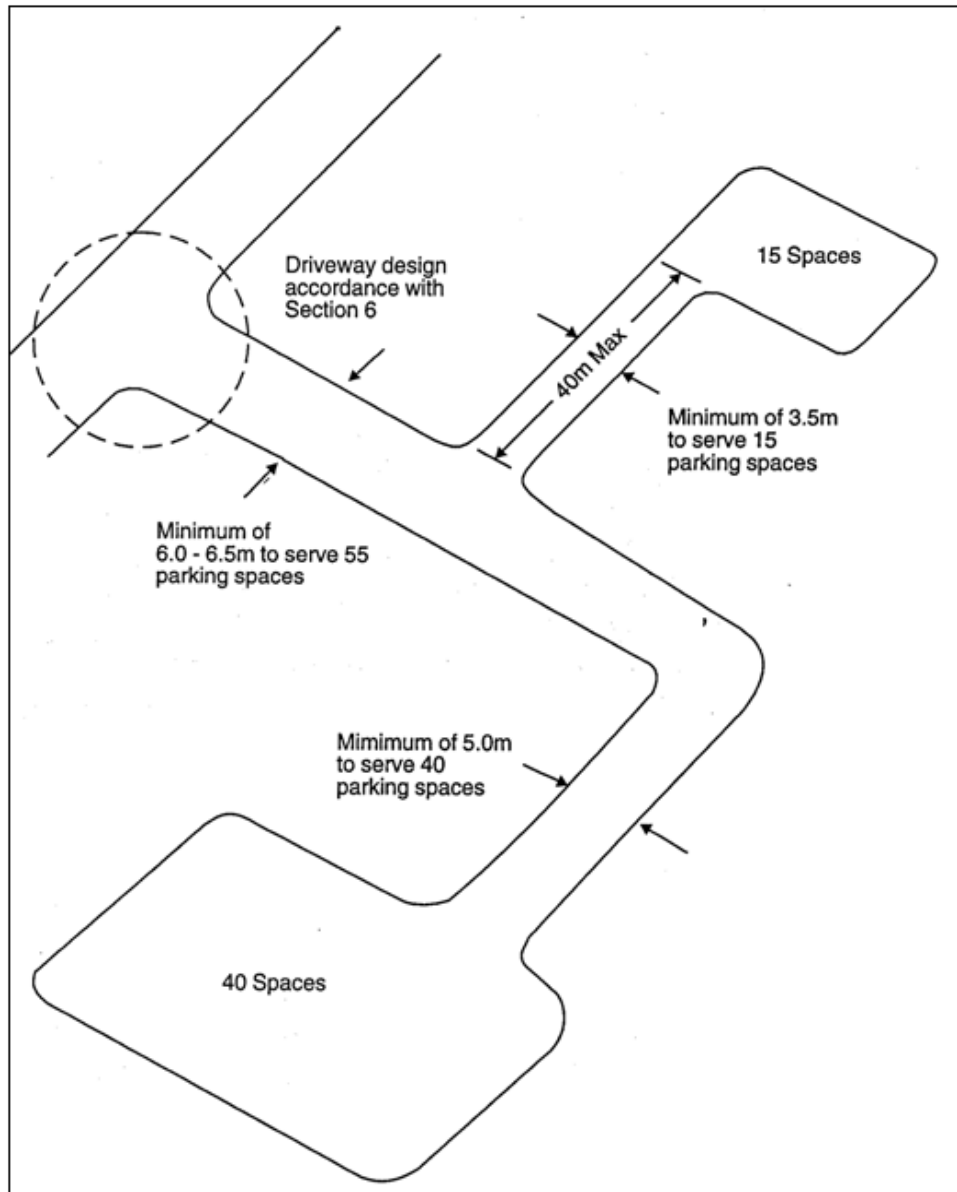 15 Spaces
Driveway design
accordance with
Section 6
40m Max
Minimum of 3.5m
to serve 15
parking spaces
Minimum of
6.0 - 6.5m to serve 55
parking spaces
Mimimum of 5.0m
to serve 40
parking spaces
40 Spaces